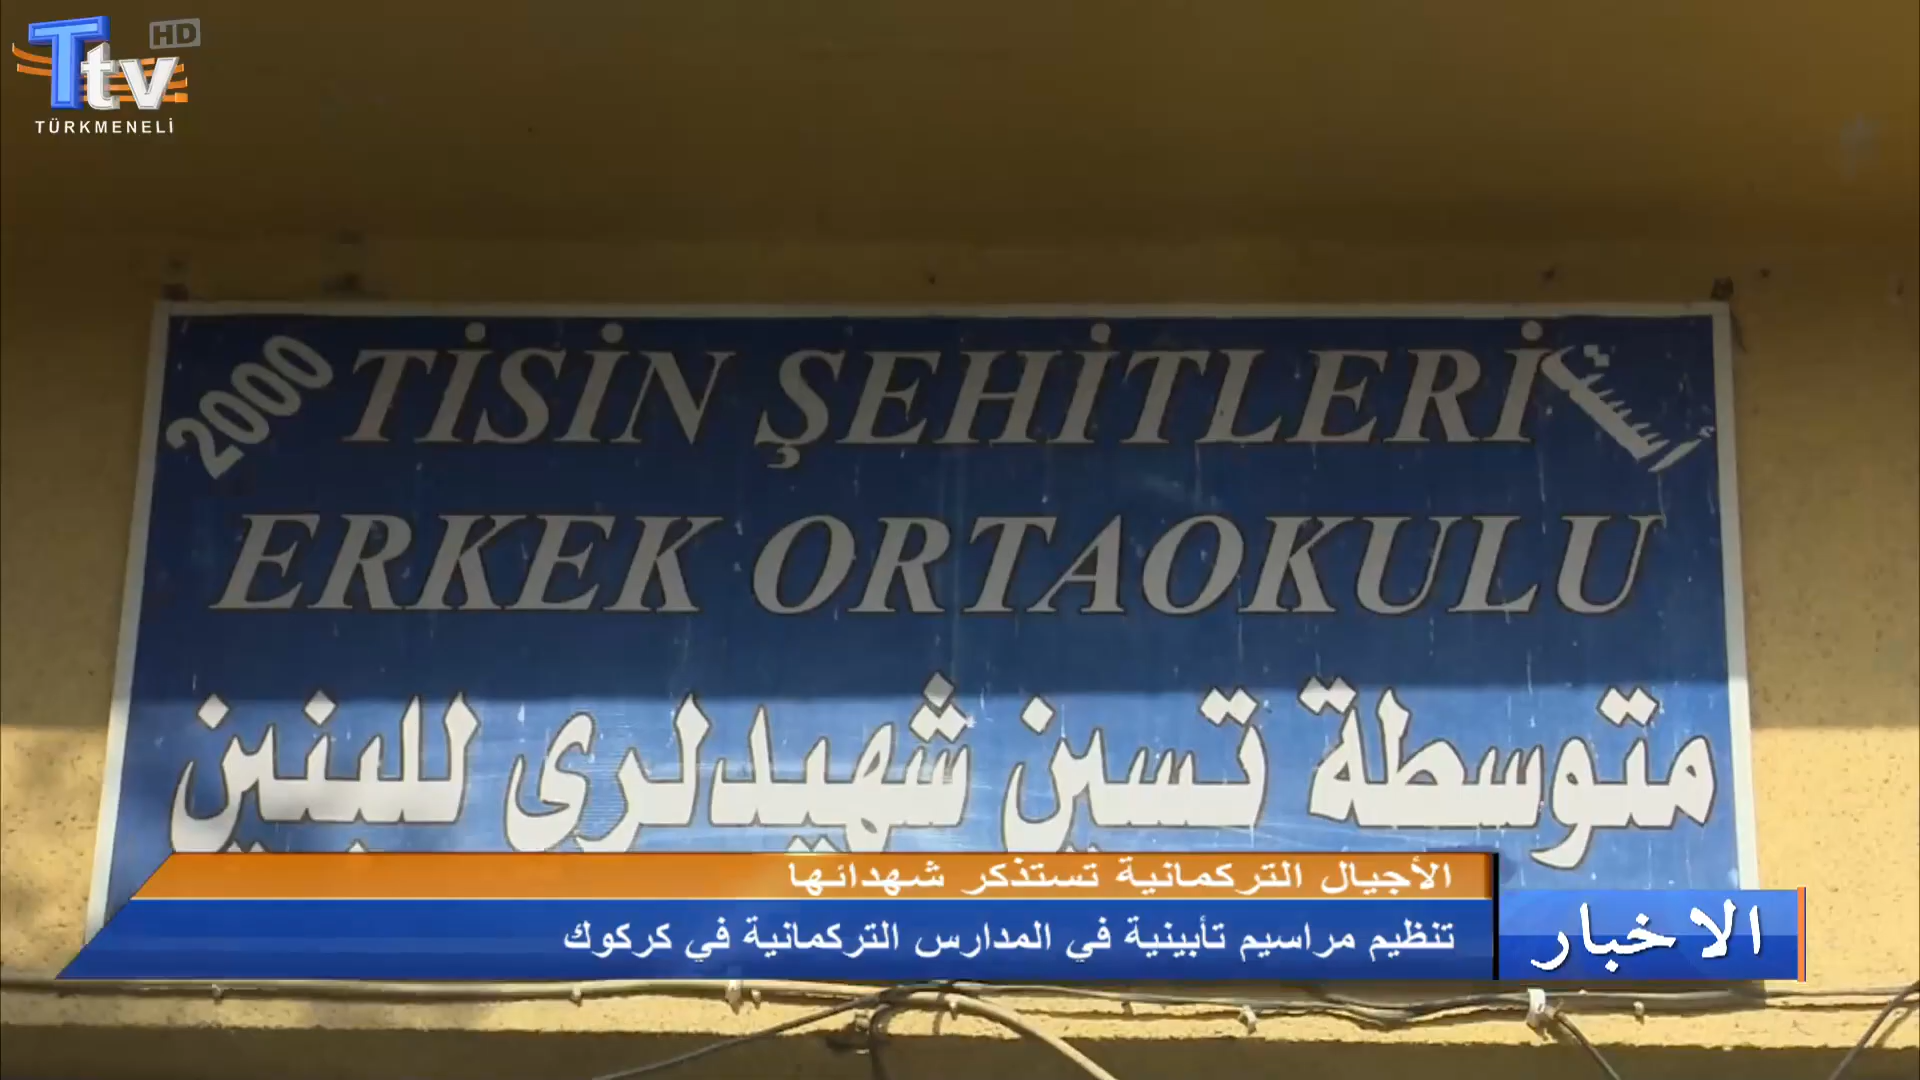 Ttv HD
TÜRKMENELİ
2000 TİSİN ŞEHİTLERİ أسست
ERKEK ORTAOKULU
متوسطة تسين شهيدلرى للبنين
الأجيال التركمانية تستذكر شهدائها
تنظيم مراسيم تأبينية في المدارس التركمانية في كركوك
الاخبار